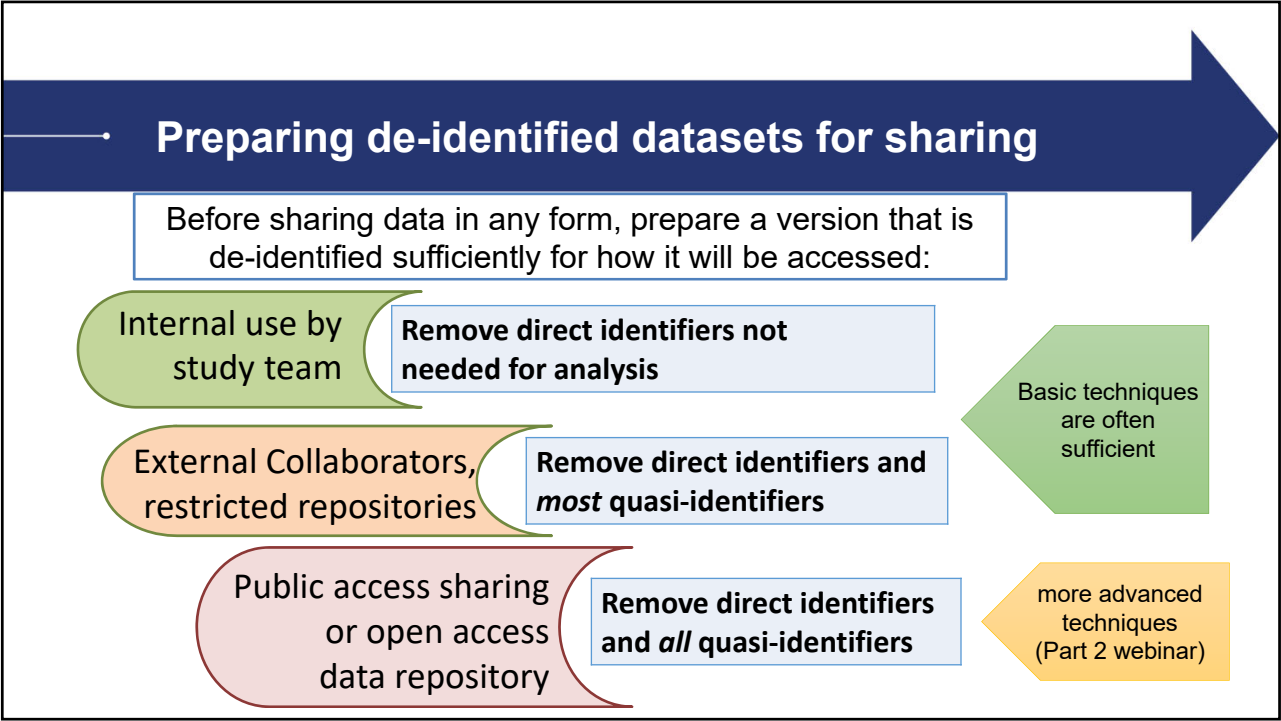 Preparing de-identified datasets for sharing
Before sharing data in any form, prepare a version that is
de-identified sufficiently for how it will be accessed:
Internal use by
study team
Remove direct identifiers not
needed for analysis
Basic techniques
are often
sufficient
External Collaborators,
restricted repositories
Remove direct identifiers and
most quasi-identifiers
Public access sharing
or open access
data repository
Remove direct identifiers
and all quasi-identifiers
more advanced
techniques
(Part 2 webinar)